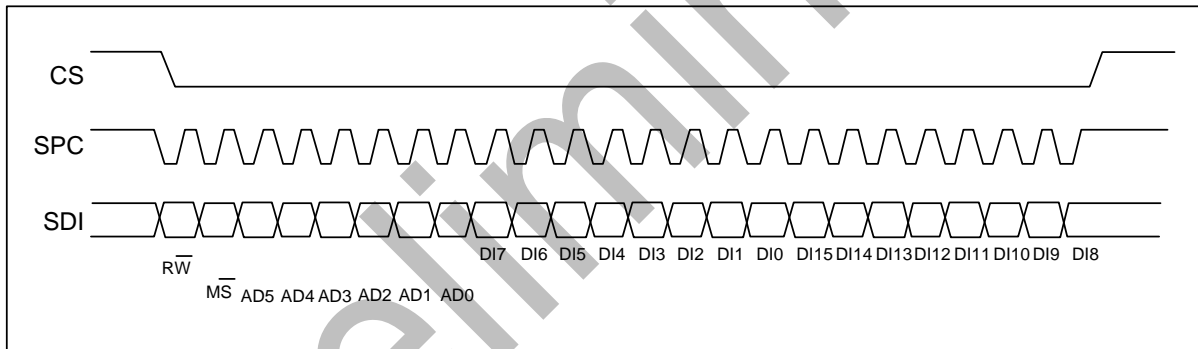 CS
SPC
SDI
DI7 DI6 DI5 DI4 DI3 DI2 DI1 DI0 DI15 DI14 DI13 DI12 DI11 DI10 DI9 DI8
RW̅
MS̅ AD5 AD4 AD3 AD2 AD1 AD0
elimin